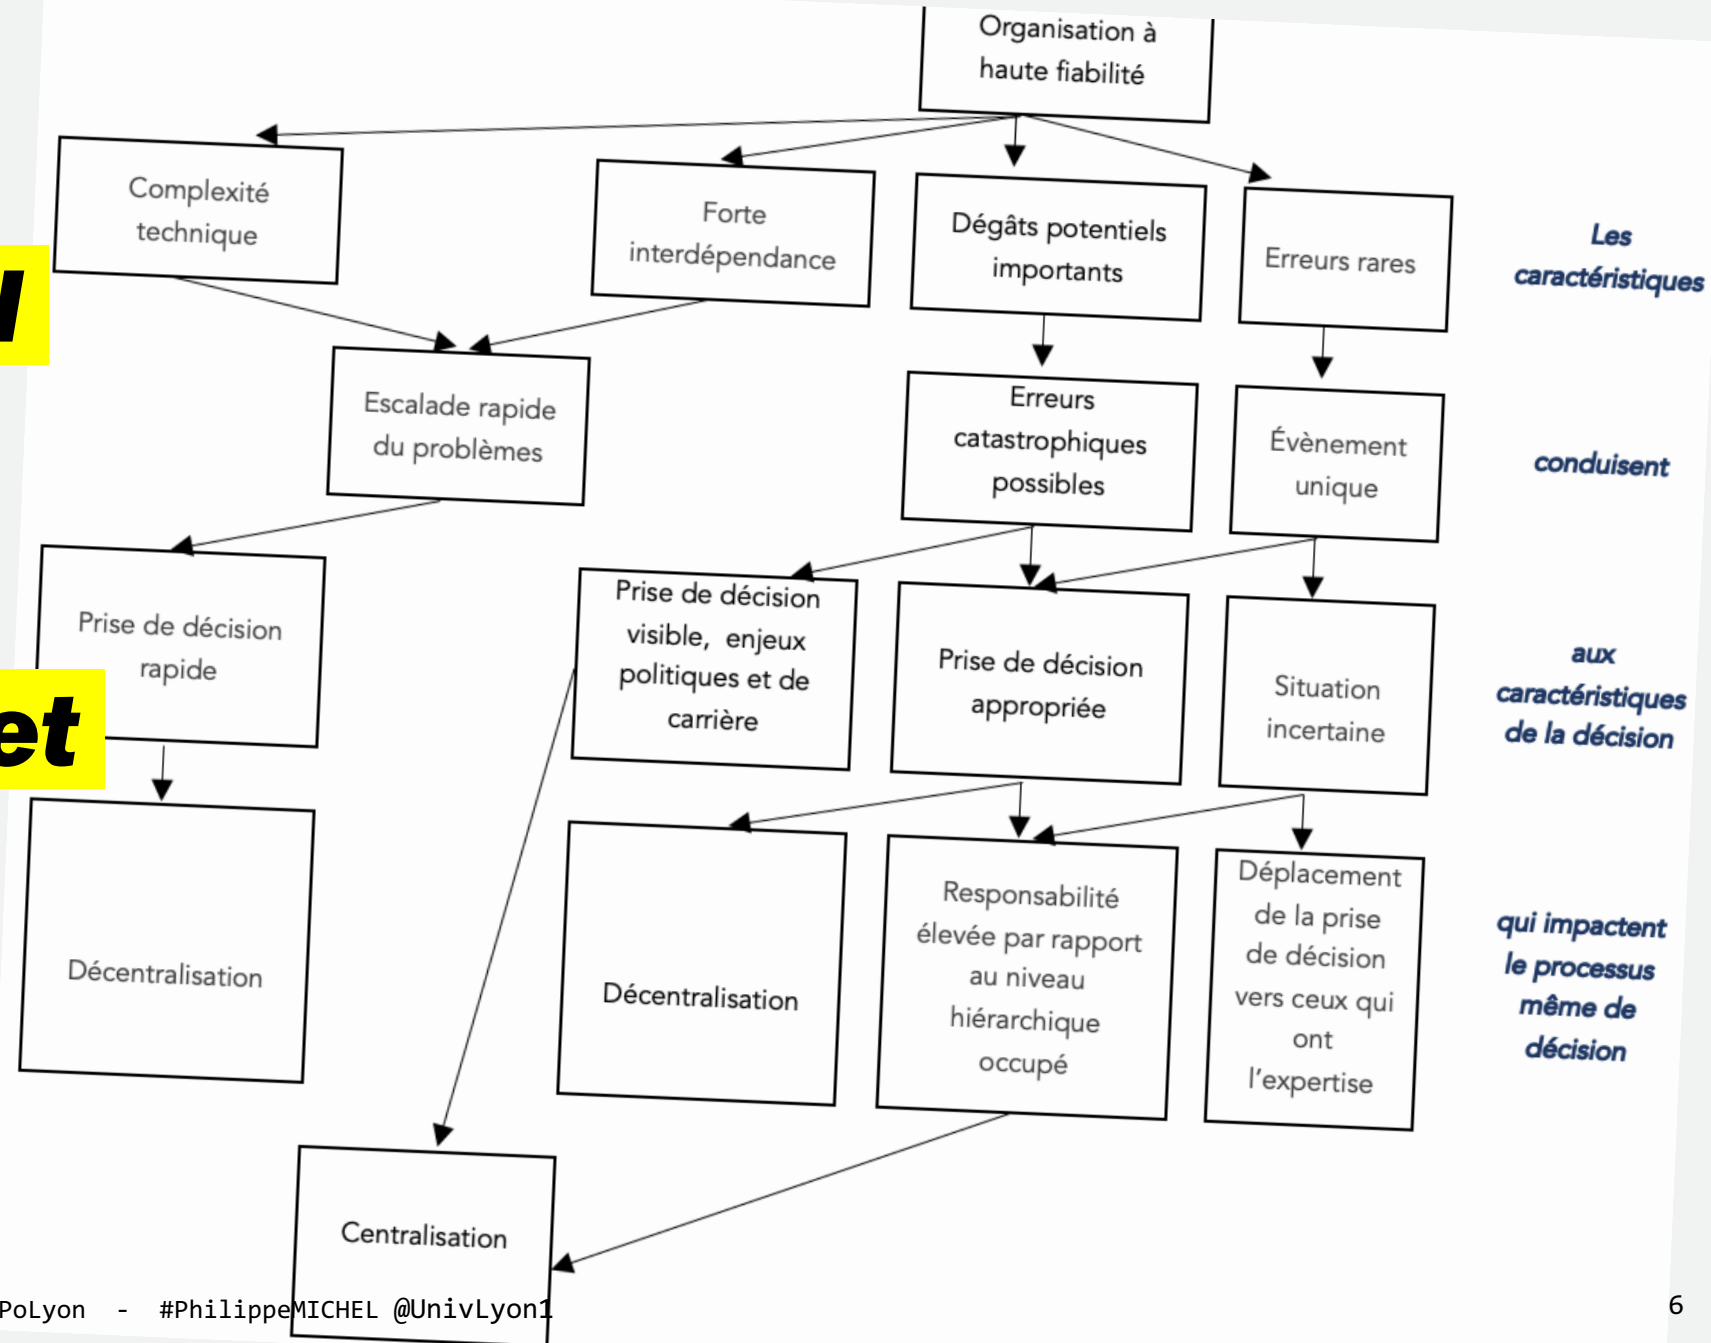 Organisation à
haute fiabilité
Complexité
technique
Forte
interdépendance
Dégâts potentiels
importants
Erreurs rares
Les
caractéristiques
Escalade rapide
du problèmes
Erreurs
catastrophiques
possibles
Évènement
unique
conduisent
Prise de décision
rapide
Prise de décision
visible, enjeux
politiques et de
carrière
Prise de décision
appropriée
Situation
incertaine
aux
caractéristiques
de la décision
et
Décentralisation
Décentralisation
Responsabilité
élevée par rapport
au niveau
hiérarchique
occupé
Déplacement
de la prise
de décision
vers ceux qui
ont
l'expertise
qui impactent
le processus
même de
décision
Centralisation
PoLyon - #PhilippeMICHEL @UnivLyon1
6